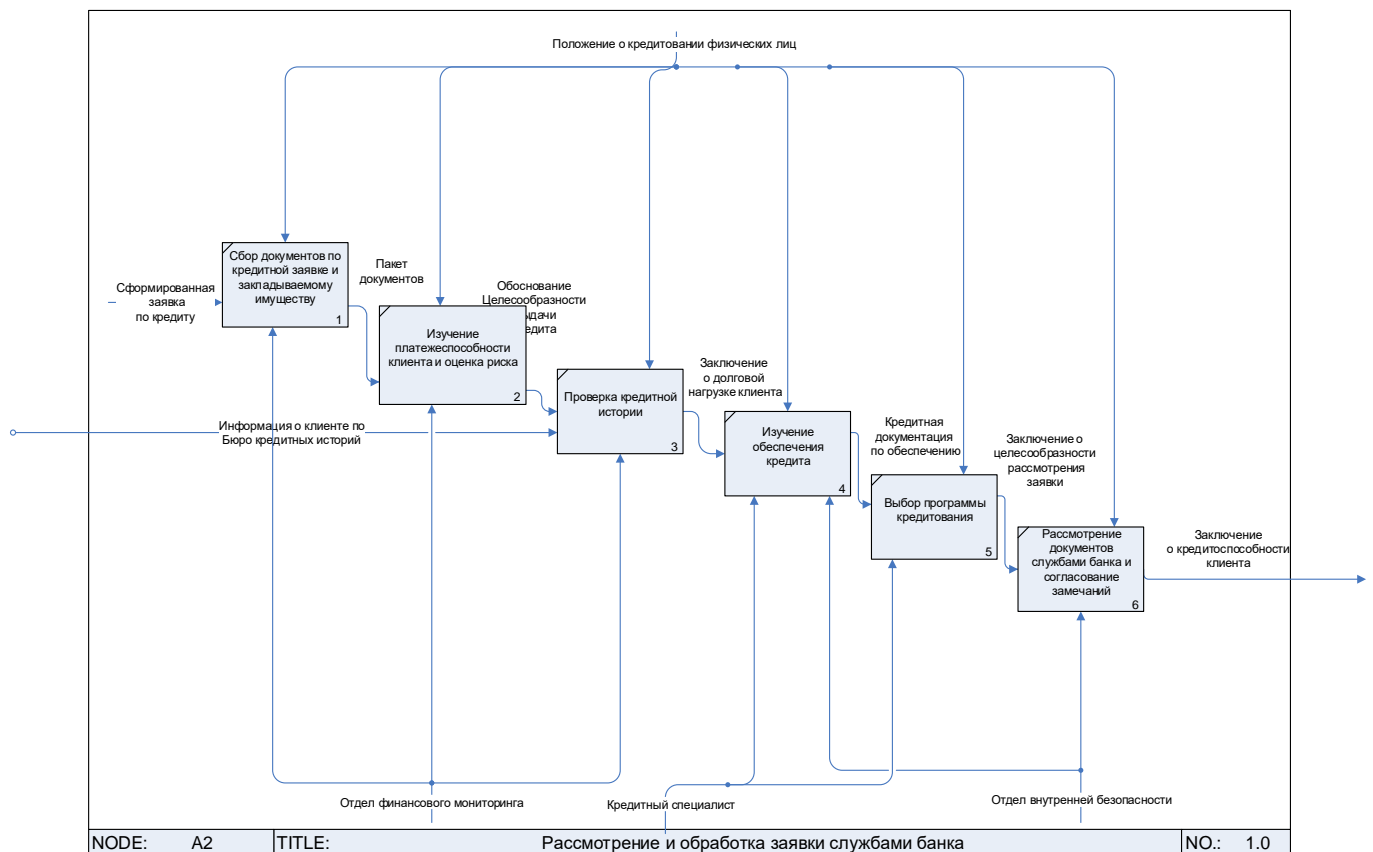 Положение о кредитовании физических лиц
Сбор документов по
кредитной заявке и
закладываемому
имуществу
1
Сформированная
заявка
по кредиту
Пакет
документов
Изучение
платежеспособности
клиента и оценка риска
2
Обоснование
Целесообразности
Информация о клиенте по
Бюро кредитных историй
Проверка кредитной
истории
3
Заключение
о долговой
нагрузке клиента
Изучение
обеспечения
кредита
4
Кредитная
документация
по обеспечению
Выбор программы
кредитования
5
Заключение о
целесообразности
рассмотрения
заявки
Рассмотрение
документов
службами банка и
согласование
замечаний
6
Заключение
о кредитоспособности
клиента
Отдел финансового мониторинга
Кредитный специалист
Отдел внутренней безопасности
NODE: A2 TITLE: Рассмотрение и обработка заявки службами банка NO.: 1.0